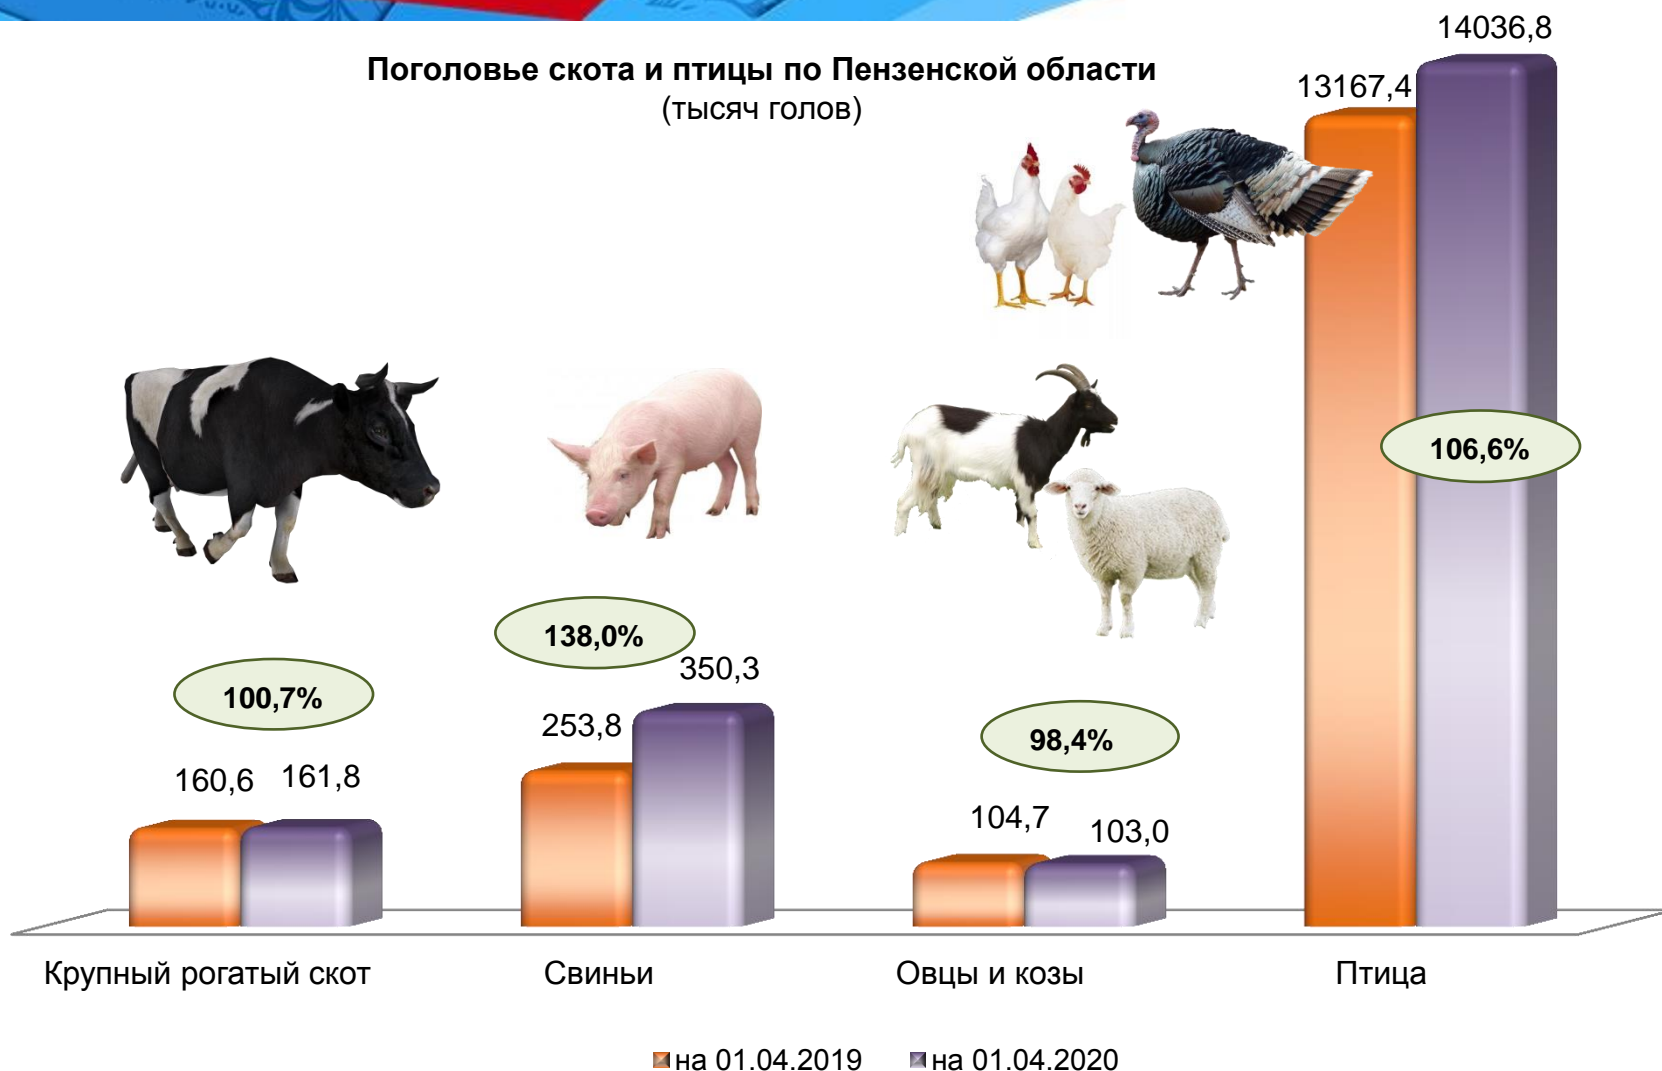 Поголовье скота и птицы по Пензенской области
(тысяч голов)
14036,8
13167,4
106,6%
138,0%
350,3
100,7%
253,8
98,4%
160,6
161,8
104,7
103,0
Крупный рогатый скот
Свиньи
Овцы и козы
Птица
на 01.04.2019
на 01.04.2020